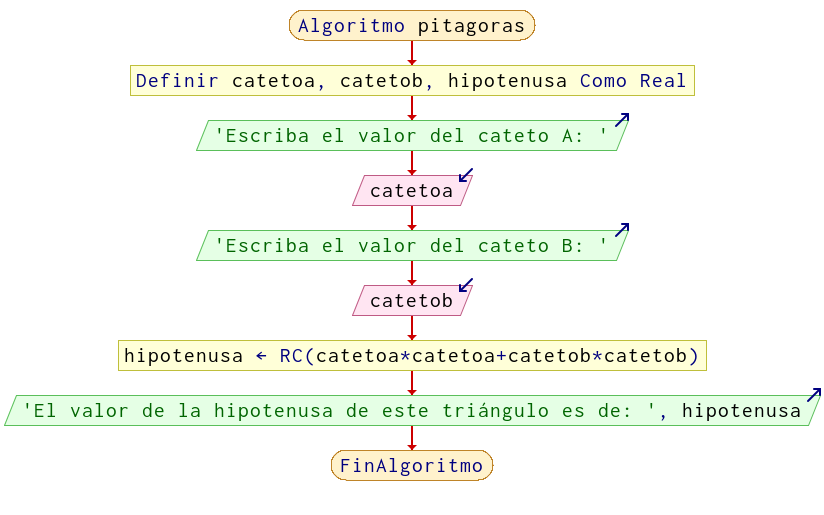 Algoritmo pitagoras
Definir catetoa, catetob, hipotenusa Como Real
'Escriba el valor del cateto A: '
catetoa
'Escriba el valor del cateto B: '
catetob
hipotenusa ← RC(catetoa*catetoa+catetob*catetob)
'El valor de la hipotenusa de este triángulo es de: ', hipotenusa
FinAlgoritmo